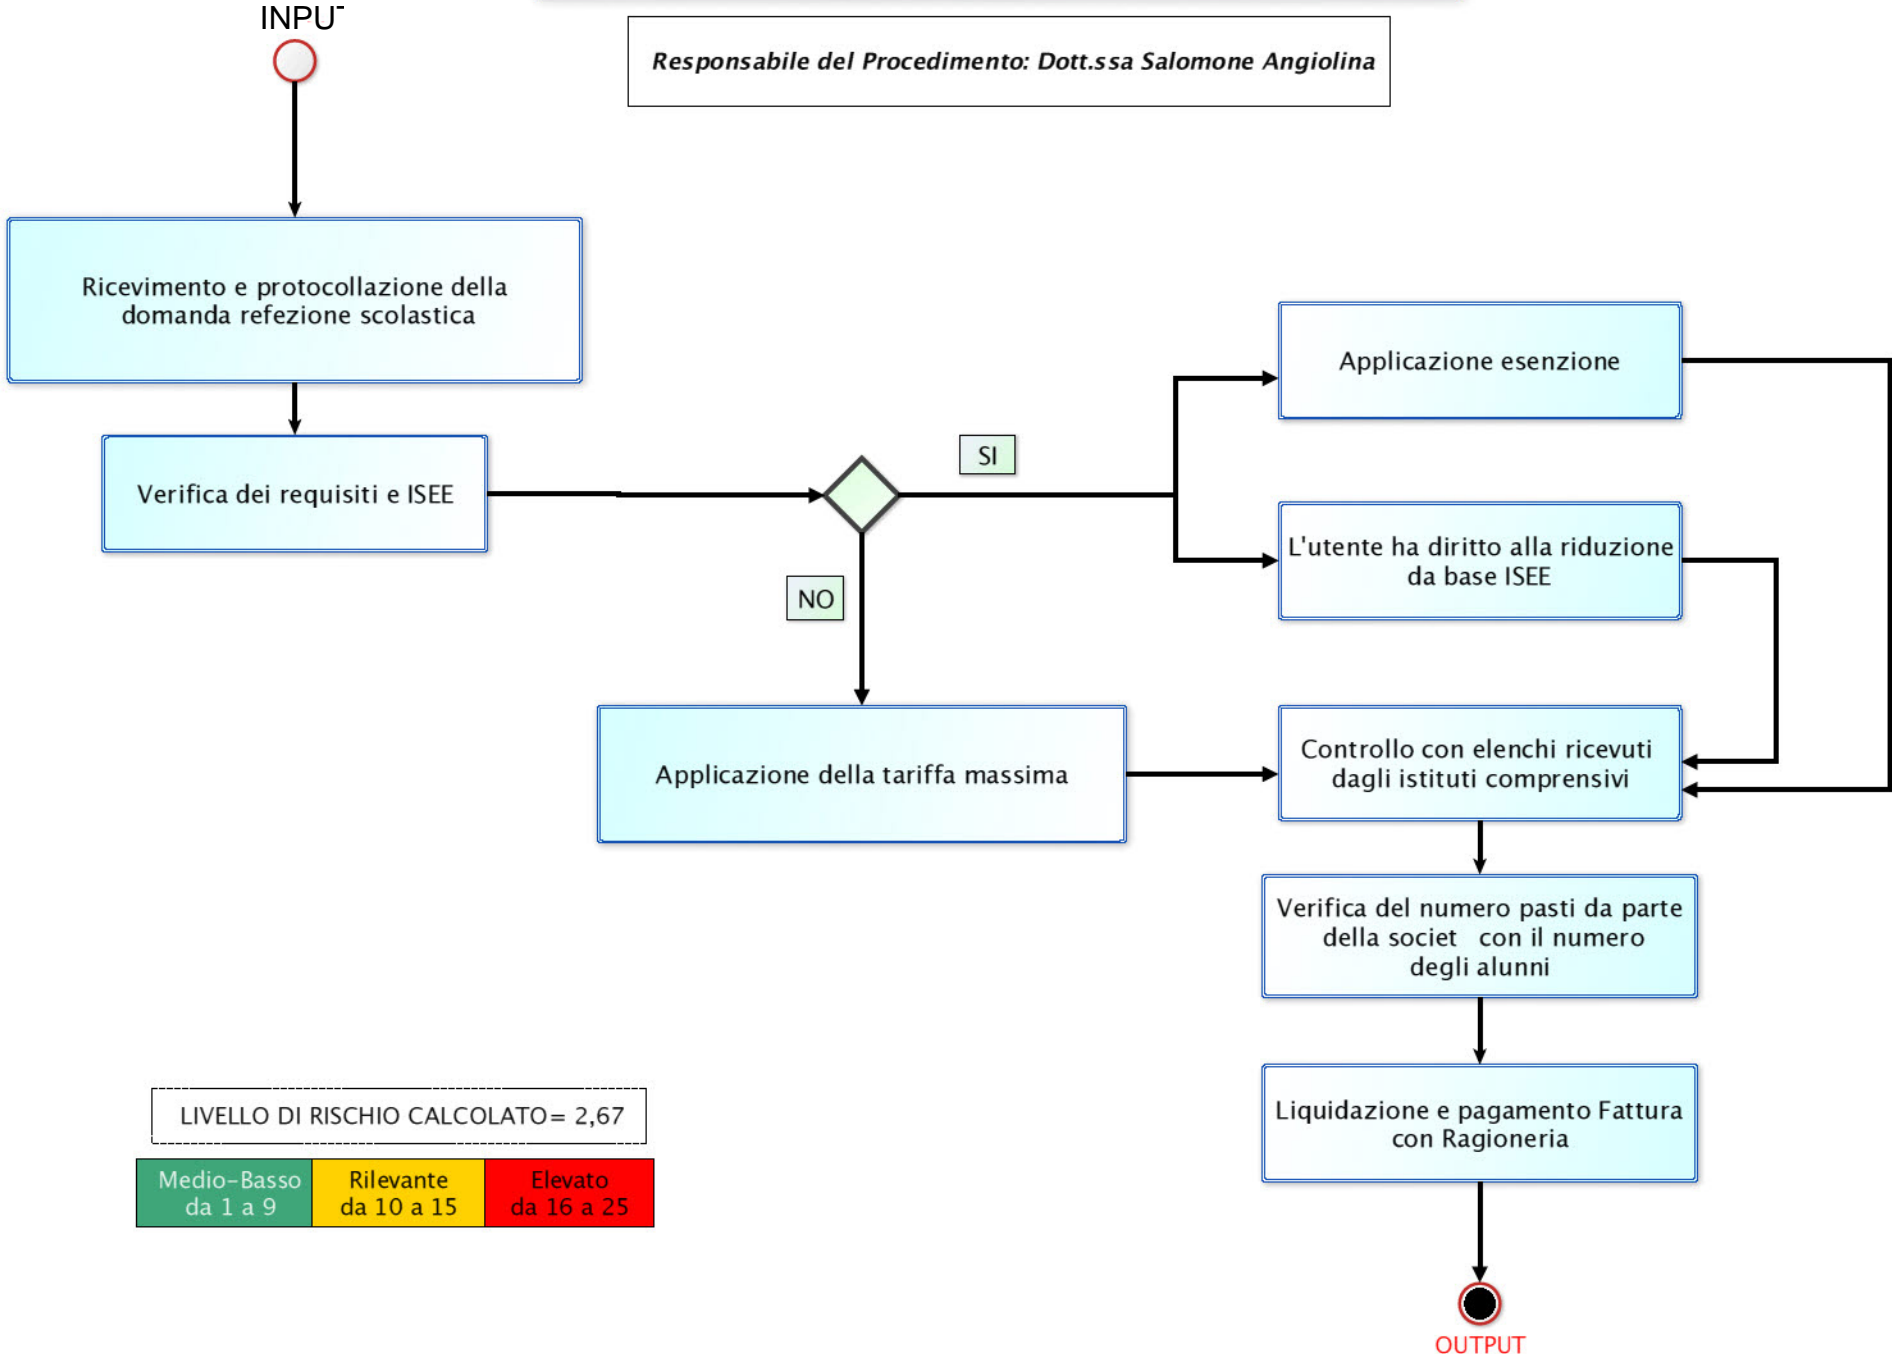 INPUT
Responsabile del Procedimento: Dott.ssa Salomone Angiolina
Ricevimento e protocollazione della
domanda refezione scolastica
Applicazione esenzione
SI
Verifica dei requisiti e ISEE
L'utente ha diritto alla riduzione
da base ISEE
NO
Applicazione della tariffa massima
Controllo con elenchi ricevuti
dagli istituti comprensivi
Verifica del numero pasti da parte
della societ con il numero
degli alunni
Liquidazione e pagamento Fattura
con Ragioneria
LIVELLO DI RISCHIO CALCOLATO= 2,67
Medio-Basso
da 1 a 9
Rilevante
da 10 a 15
Elevato
da 16 a 25
OUTPUT